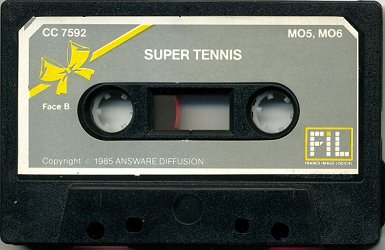 CC 7592
MO5, MO6
SUPER TENNIS
Face B
FIL
FRANCE IMAGE LOGICIEL
Copyright © 1985 ANSWARE DIFFUSION